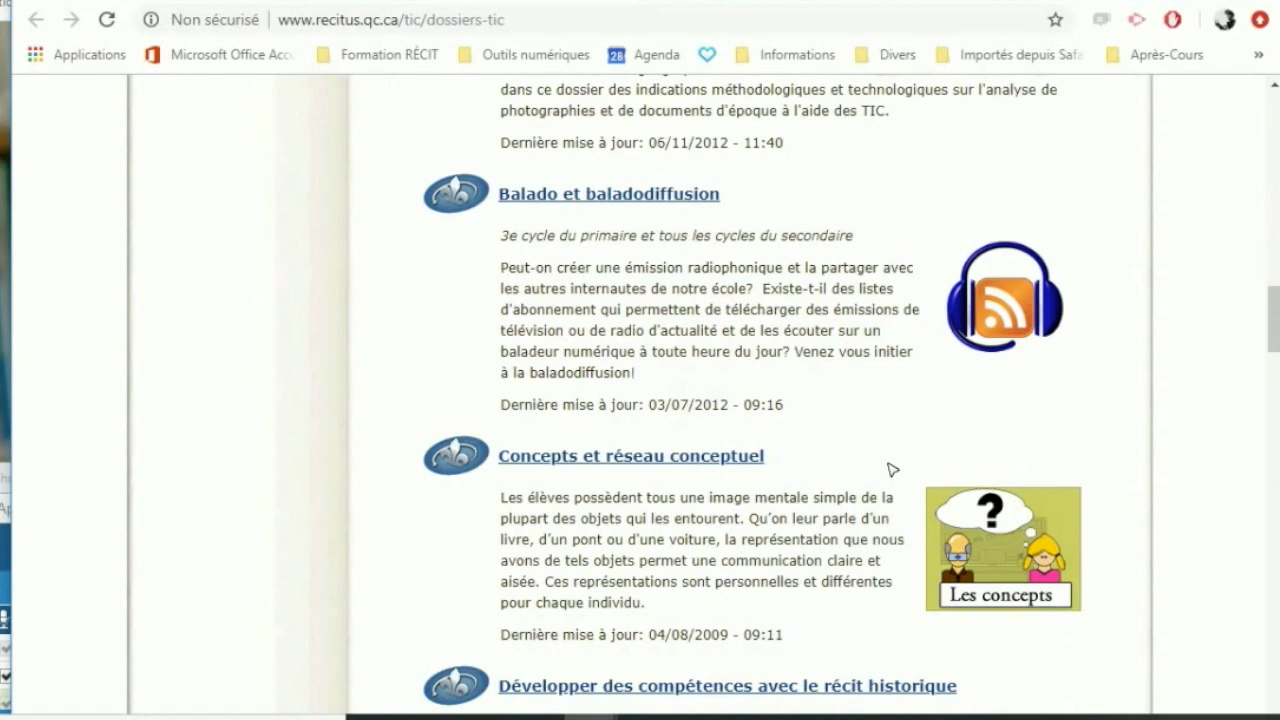 Non sécurisé | www.recitus.qc.ca/tic/dossiers-tic
Applications Microsoft Office Acc Formation RÉCIT Outils numériques 28 Agenda Informations Divers Importés depuis Safa Après-Cours »
dans ce dossier des indications méthodologiques et technologiques sur l'analyse de
photographies et de documents d'époque à l'aide des TIC.
Dernière mise à jour: 06/11/2012 - 11:40
Balado et baladodiffusion
3e cycle du primaire et tous les cycles du secondaire
Peut-on créer une émission radiophonique et la partager avec
les autres internautes de notre école? Existe-t-il des listes
d'abonnement qui permettent de télécharger des émissions de
télévision ou de radio d'actualité et de les écouter sur un
baladeur numérique à toute heure du jour? Venez vous initier
à la baladodiffusion!
Dernière mise à jour: 03/07/2012 - 09:16
Concepts et réseau conceptuel
Les élèves possèdent tous une image mentale simple de la
plupart des objets qui les entourent. Qu'on leur parle d'un
livre, d'un pont ou d'une voiture, la représentation que nous
avons de tels objets permet une communication claire et
aisée. Ces représentations sont personnelles et différentes
pour chaque individu.
?
Les concepts
Dernière mise à jour: 04/08/2009 - 09:11
Développer des compétences avec le récit historique